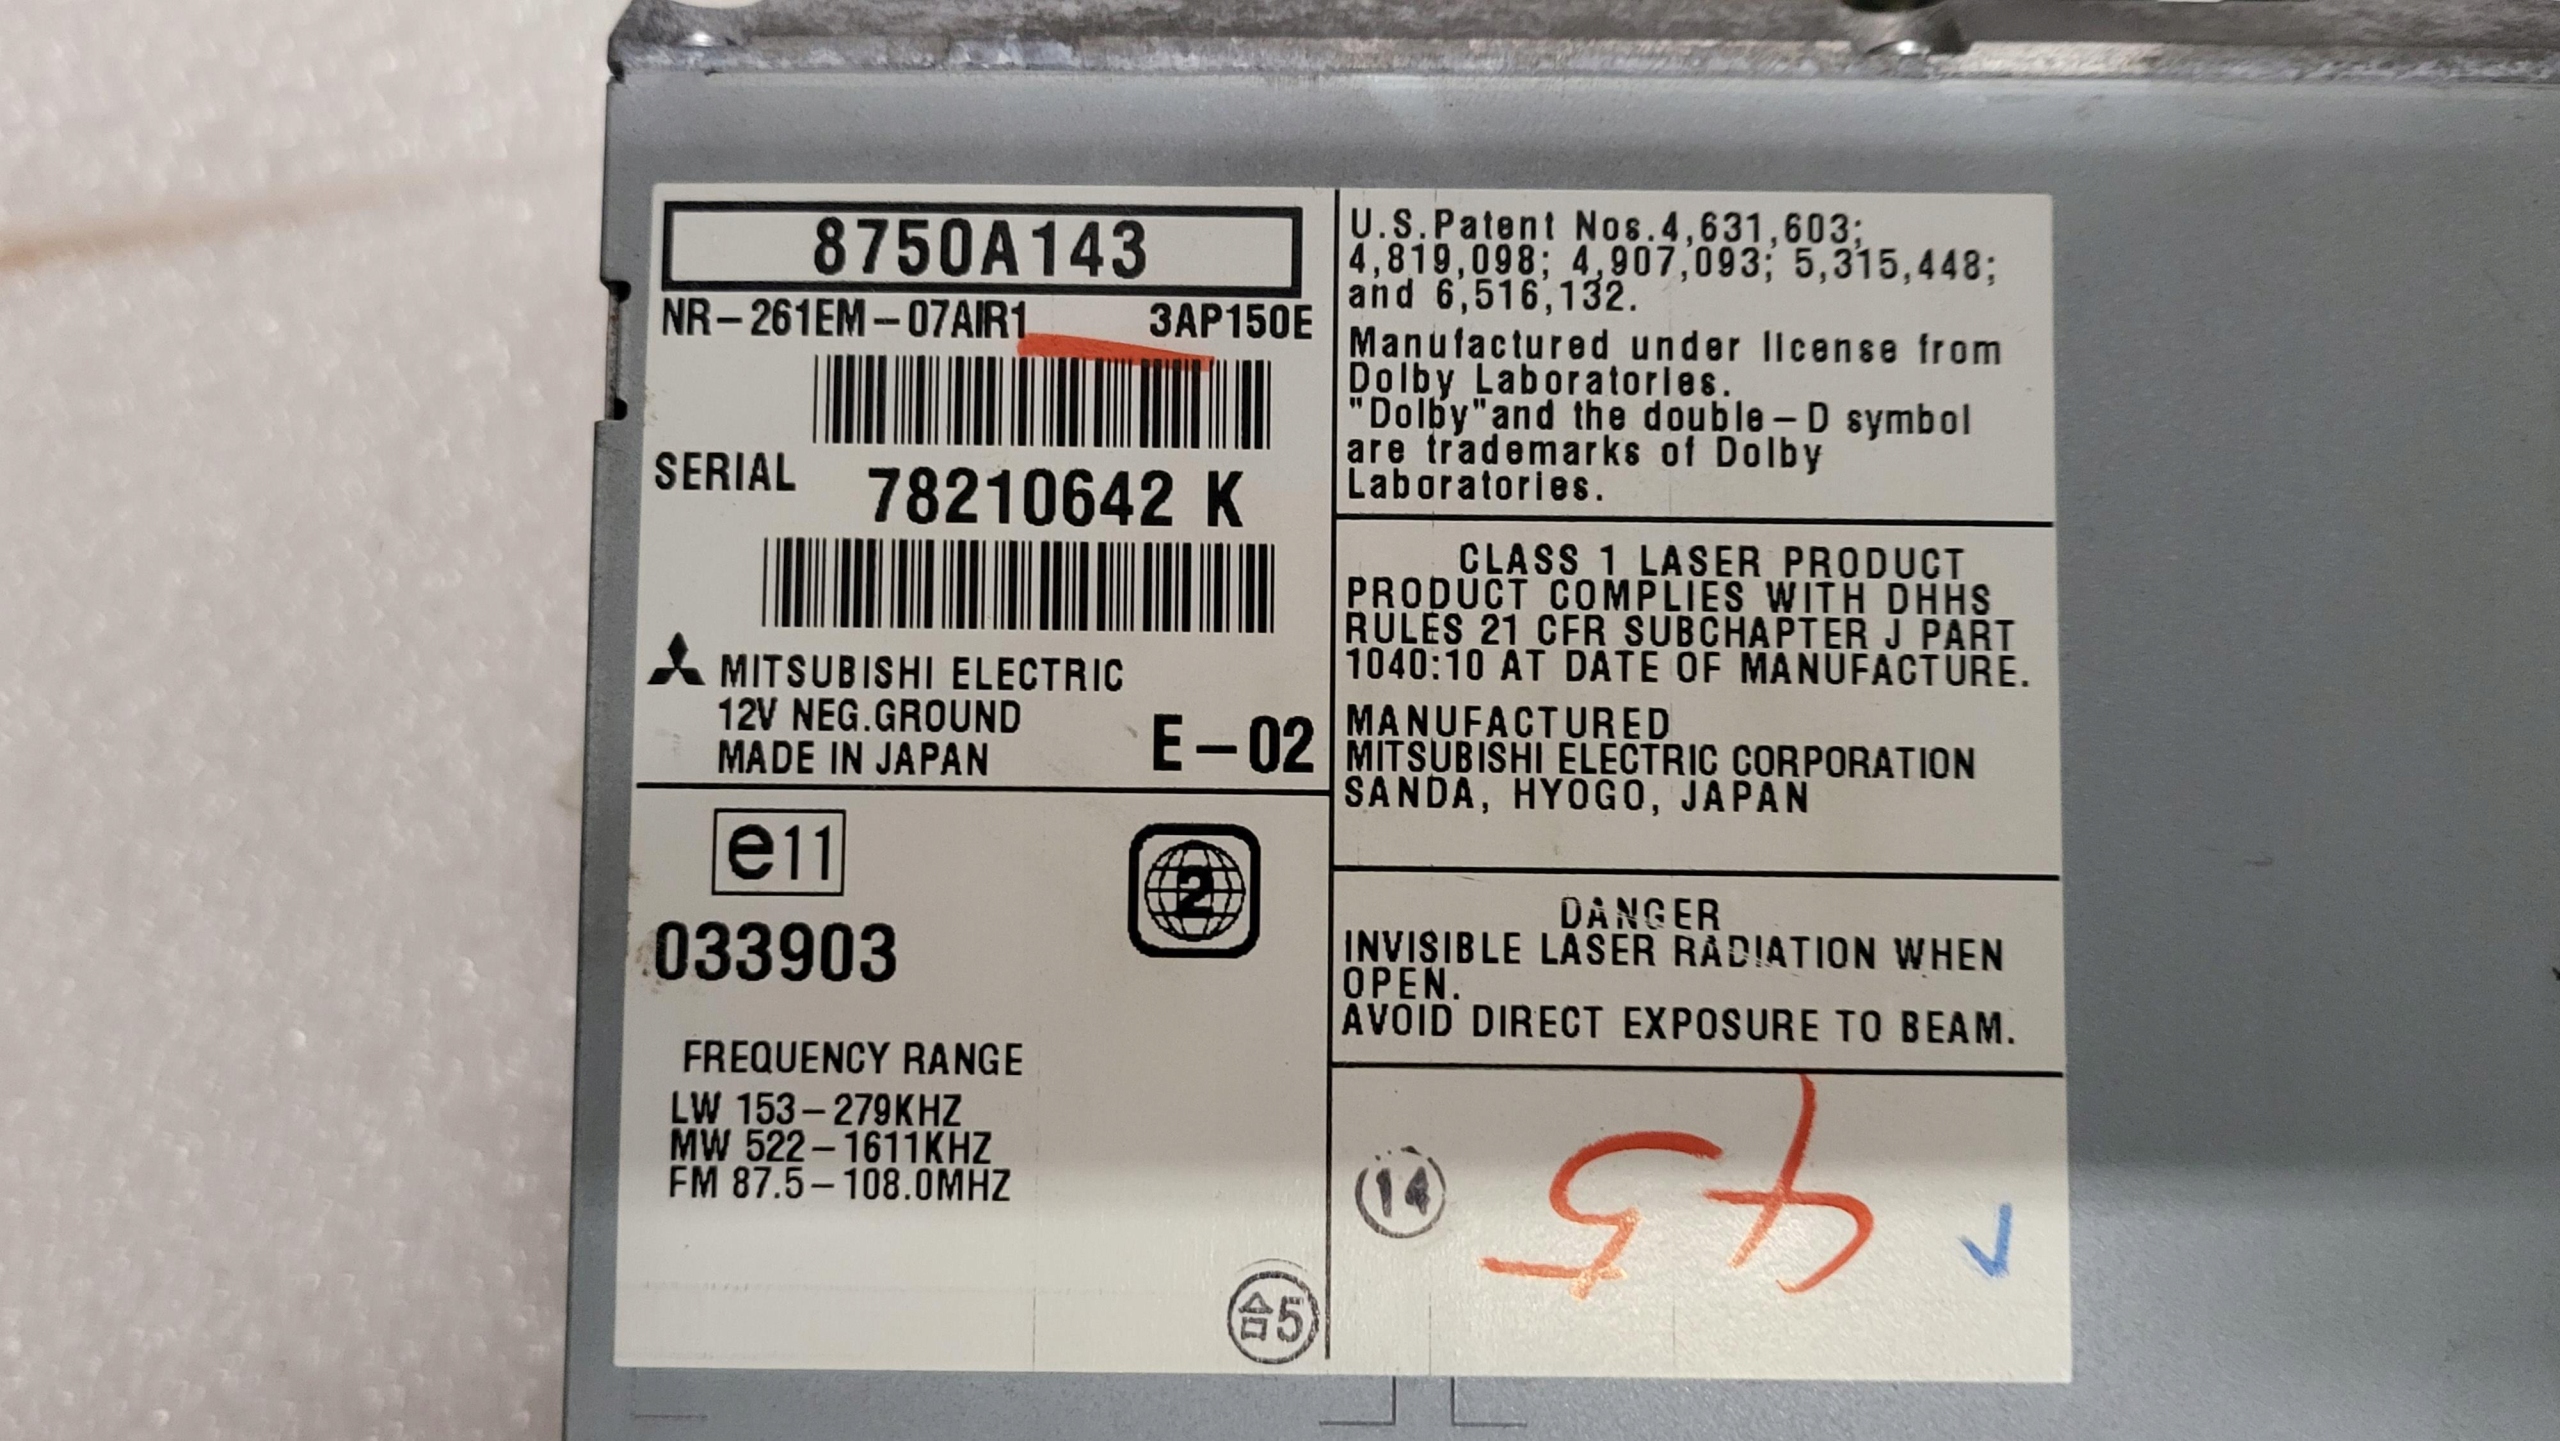 8750A143
NR-261EM-07AIR1 3AP150E
SERIAL 78210642 K
MITSUBISHI ELECTRIC
12V NEG.GROUND
MADE IN JAPAN E-02
e11
2
033903
FREQUENCY RANGE
LW 153-279KHZ
MW 522-1611KHZ
FM 87.5-108.0MHZ
合5
U.S.Patent Nos.4,631,603;
4,819,098; 4,907,093; 5,315,448;
and 6,516,132.
Manufactured under license from
Dolby Laboratories.
"Dolby"and the double-D symbol
are trademarks of Dolby
Laboratories.
CLASS 1 LASER PRODUCT
PRODUCT COMPLIES WITH DHHS
RULES 21 CFR SUBCHAPTER J PART
1040:10 AT DATE OF MANUFACTURE.
MANUFACTURED
MITSUBISHI ELECTRIC CORPORATION
SANDA, HYOGO, JAPAN
DANGER
INVISIBLE LASER RADIATION WHEN
OPEN.
AVOID DIRECT EXPOSURE TO BEAM.
14
45